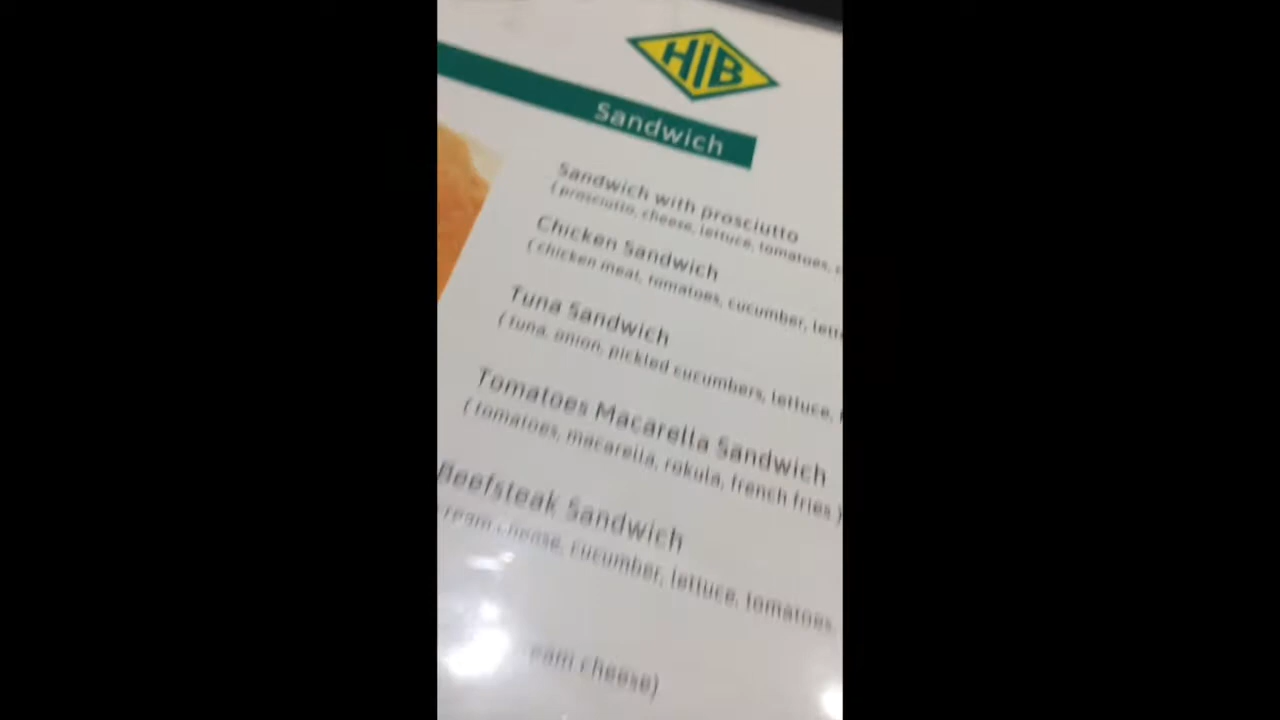 HIB
Sandwich
Sandwich with prosciutto
( prosciutto, cheese, lettuce, tomatoes,
Chicken Sandwich
( chicken meat, tomatoes, cucumber,
Tuna Sandwich
( tuna, onion, pickled cucumbers, lettuce,
Tomatoes Macarella Sandwich
( tomatoes, macarella, rokula, french fries )
Beefsteak Sandwich
cheese, cucumber, lettuce, tomatoes
cheese)